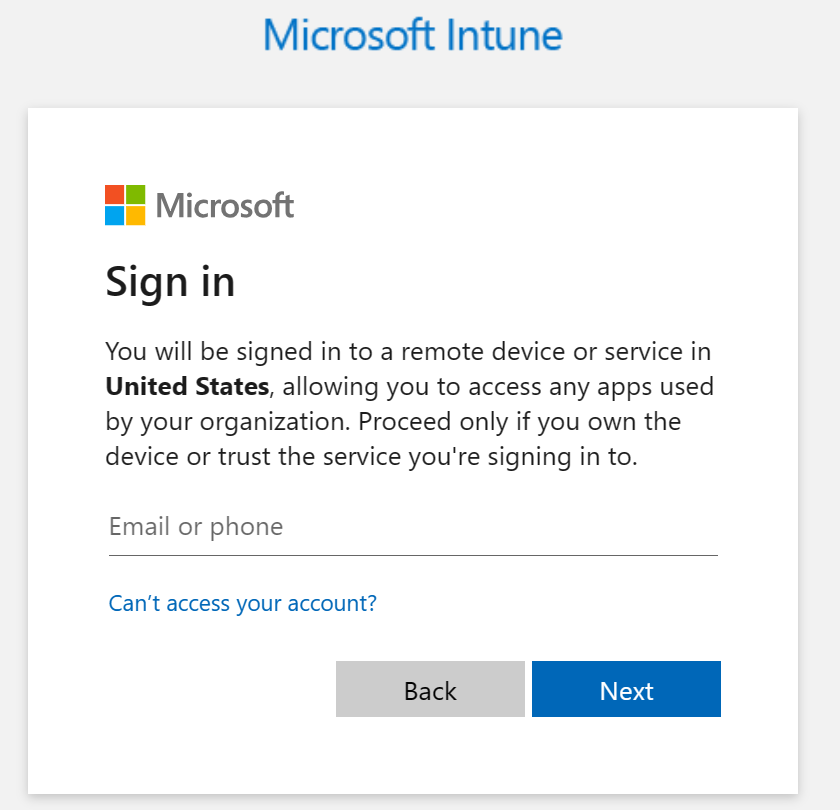 Microsoft Intune
Microsoft
Sign in
You will be signed in to a remote device or service in
United States, allowing you to access any apps used
by your organization. Proceed only if you own the
device or trust the service you're signing in to.
Email or phone
Can’t access your account?
Back
Next